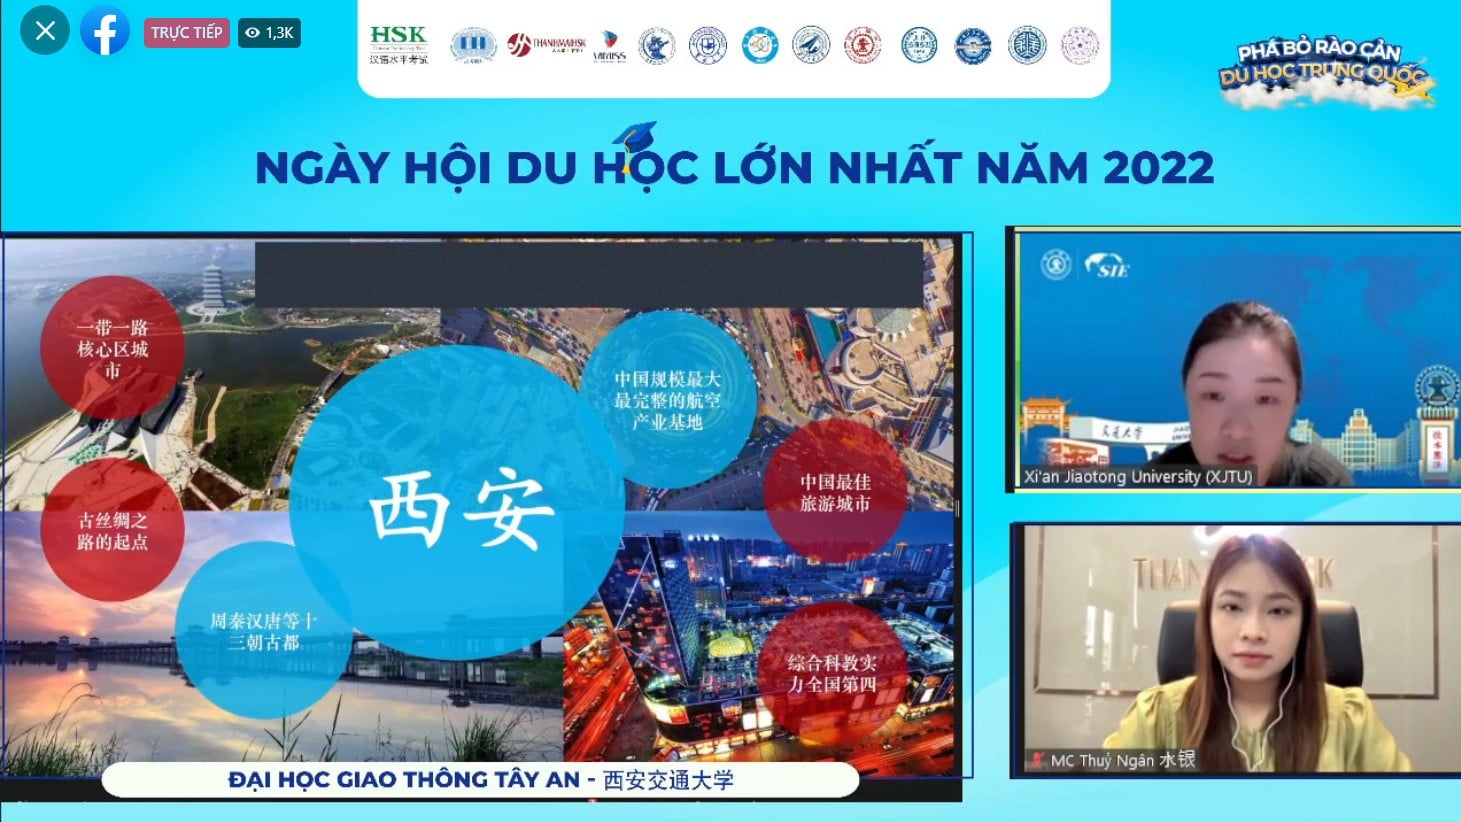 TRỰC TIẾP
1,3K
HSK
汉语水平考试
THANHMAIHSK
PHÁ BỎ RÀO CẢN
DU HỌC TRUNG QUỐC
NGÀY HỘI DU HỌC LỚN NHẤT NĂM 2022
一带一路
核心区城
市
中国规模最大
最完整的航空
产业基地
西安
中国最佳
旅游城市
古丝绸之
路的起点
周秦汉唐等十
三朝古都
综合科教实
力全国第四
ĐẠI HỌC GIAO THÔNG TÂY AN - 西安交通大学
SIE
交通大学
Xi'an Jiaotong University (XJTU)
MC Thuỷ Ngân 水银